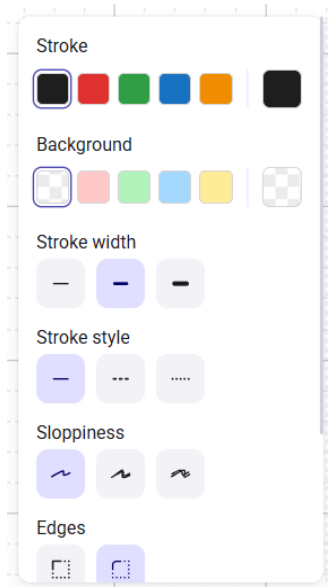 Stroke
Background
Stroke width
Stroke style
Sloppiness
Edges